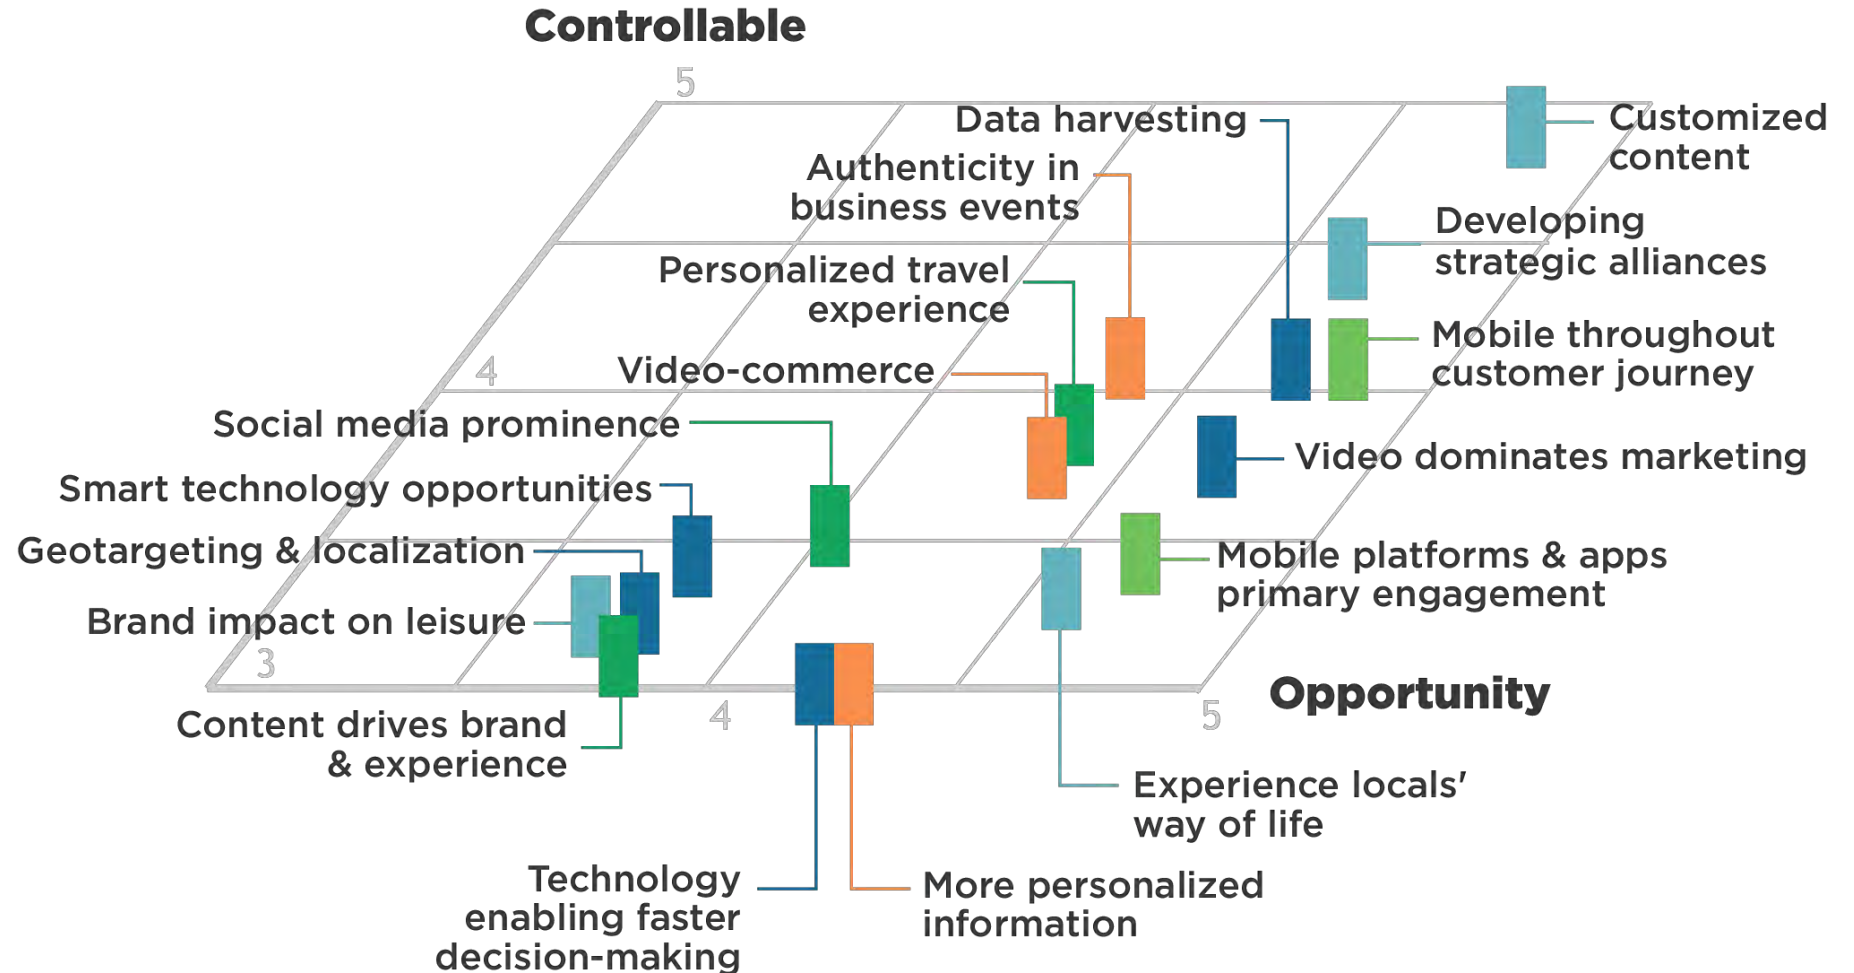 Controllable
5
Data harvesting
Customized
content
Authenticity in
business events
Developing
strategic alliances
Personalized travel
experience
Mobile throughout
customer journey
Video-commerce
4
Social media prominence
Video dominates marketing
Smart technology opportunities
Geotargeting & localization
Mobile platforms & apps
primary engagement
Brand impact on leisure
3
Opportunity
4
5
Content drives brand
& experience
Experience locals'
way of life
Technology
enabling faster
decision-making
More personalized
information